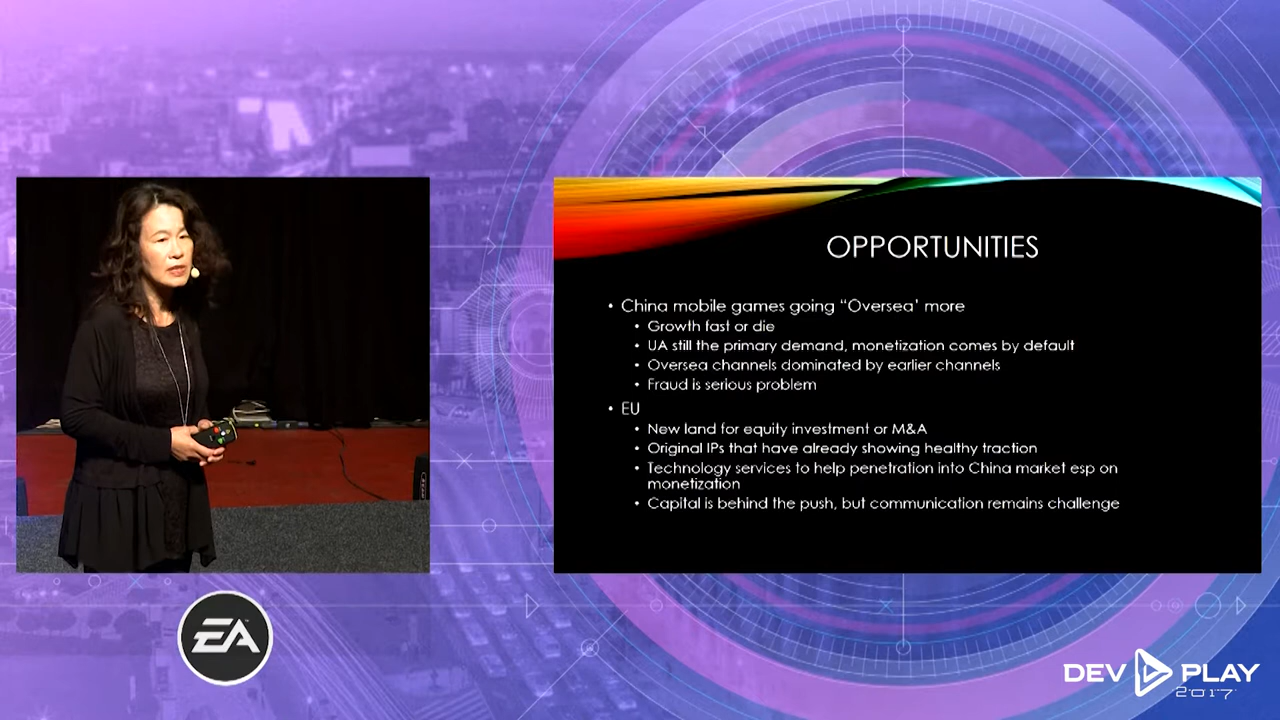 OPPORTUNITIES
• China mobile games going “Oversea’ more
• Growth fast or die
• UA still the primary demand, monetization comes by default
• Oversea channels dominated by earlier channels
• Fraud is serious problem
• EU
• New land for equity investment or M&A
• Original IPs that have already showing healthy traction
• Technology services to help penetration into China market esp on
monetization
• Capital is behind the push, but communication remains challenge
EA
DEV PLAY
2017